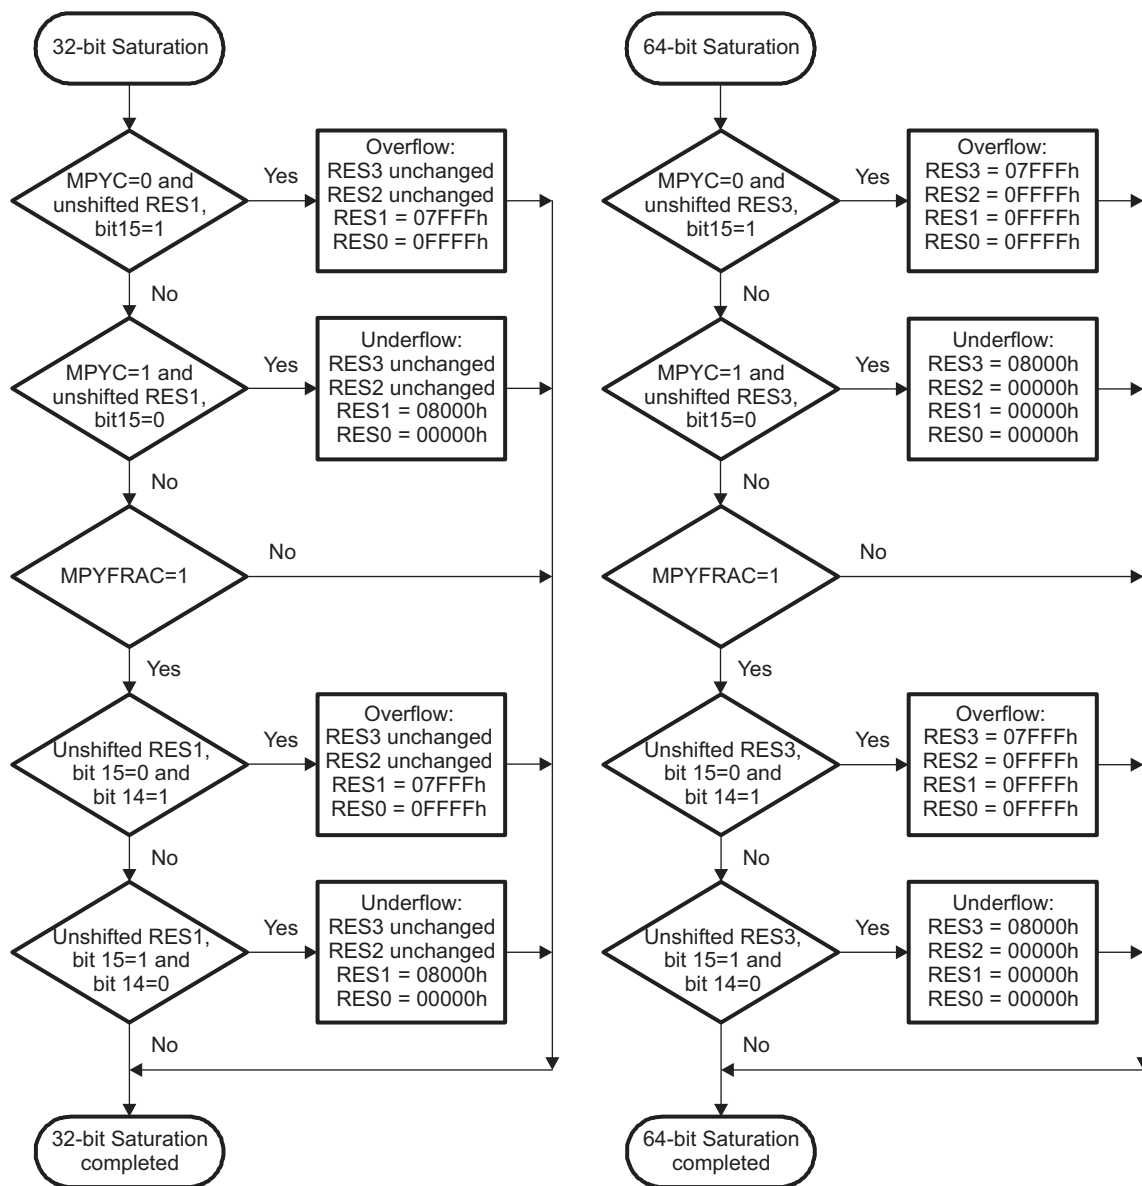 32-bit Saturation
MPYC=0 and
unshifted RES1,
bit15=1
Yes
Overflow:
RES3 unchanged
RES2 unchanged
RES1 = 07FFFh
RES0 = 0FFFFh
No
MPYC=1 and
unshifted RES1,
bit15=0
Yes
Underflow:
RES3 unchanged
RES2 unchanged
RES1 = 08000h
RES0 = 00000h
No
MPYFRAC=1
No
Yes
Unshifted RES1,
bit 15=0 and
bit 14=1
Yes
Overflow:
RES3 unchanged
RES2 unchanged
RES1 = 07FFFh
RES0 = 0FFFFh
No
Unshifted RES1,
bit 15=1 and
bit 14=0
Yes
Underflow:
RES3 unchanged
RES2 unchanged
RES1 = 08000h
RES0 = 00000h
No
32-bit Saturation
completed
64-bit Saturation
MPYC=0 and
unshifted RES3,
bit15=1
Yes
Overflow:
RES3 = 07FFFh
RES2 = 0FFFFh
RES1 = 0FFFFh
RES0 = 0FFFFh
No
MPYC=1 and
unshifted RES3,
bit15=0
Yes
Underflow:
RES3 = 08000h
RES2 = 00000h
RES1 = 00000h
RES0 = 00000h
No
MPYFRAC=1
No
Yes
Unshifted RES3,
bit 15=0 and
bit 14=1
Yes
Overflow:
RES3 = 07FFFh
RES2 = 0FFFFh
RES1 = 0FFFFh
RES0 = 0FFFFh
No
Unshifted RES3,
bit 15=1 and
bit 14=0
Yes
Underflow:
RES3 = 08000h
RES2 = 00000h
RES1 = 00000h
RES0 = 00000h
No
64-bit Saturation
completed